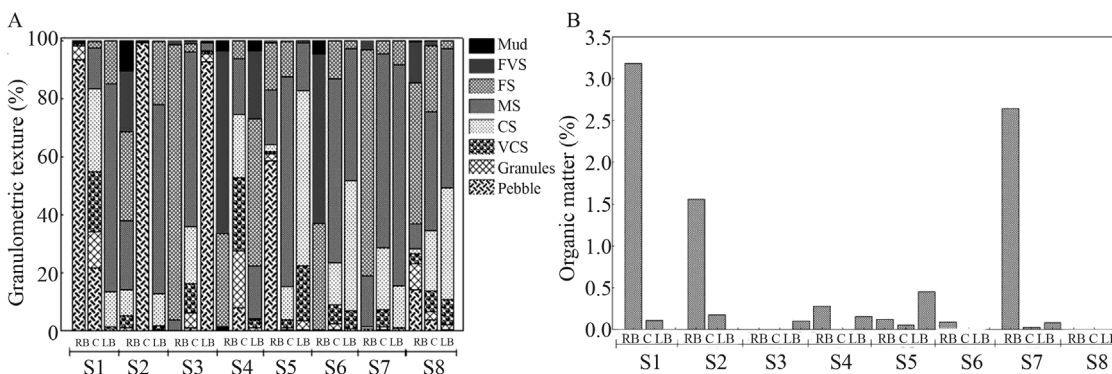 A
Granulometric texture (%)
100
80
60
40
20
0
RB C LB RB C LB RB C LB RB C LB RB C LB RB C LB RB C LB RB C LB
S1 S2 S3 S4 S5 S6 S7 S8
Mud
FVS
FS
MS
CS
VCS
Granules
Pebble
B
Organic matter (%)
3.5
3.0
2.5
2.0
1.5
1.0
0.5
0.0
RB C LB RB C LB RB C LB RB C LB RB C LB RB C LB RB C LB RB C LB
S1 S2 S3 S4 S5 S6 S7 S8